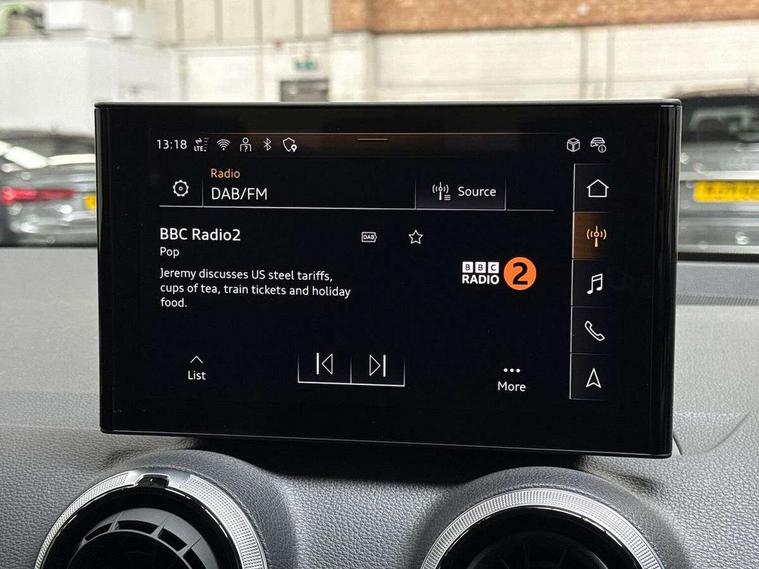 13:18 LTE
Radio
DAB/FM
Source
BBC Radio2
DAB
Pop
Jeremy discusses US steel tariffs,
cups of tea, train tickets and holiday
food.
BBC
RADIO 2
List
More